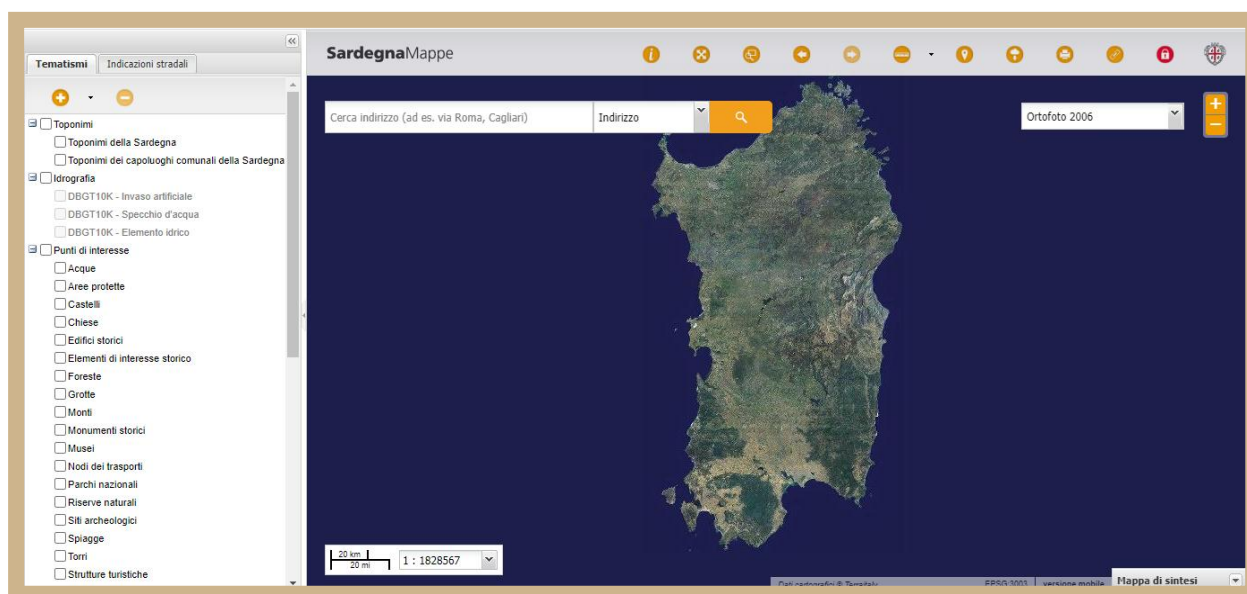 Tematismi
Indicazioni stradali
Toponimi
Toponimi della Sardegna
Toponimi dei capoluoghi comunali della Sardegna
Idrografia
DBGT10K - Invaso artificiale
DBGT10K - Specchio d'acqua
DBGT10K - Elemento idrico
Punti di interesse
Acque
Aree protette
Castelli
Chiese
Edifici storici
Elementi di interesse storico
Foreste
Grotte
Monti
Monumenti storici
Musei
Nodi dei trasporti
Parchi nazionali
Riserve naturali
Siti archeologici
Spiagge
Torri
Strutture turistiche
SardegnaMappe
Cerca indirizzo (ad es. via Roma, Cagliari)
Indirizzo
Ortofoto 2006
20 km
20 mi
1 : 1828567
Dati cartografici © TerraItaly
EPSG:3003
versione mobile
Mappa di sintesi